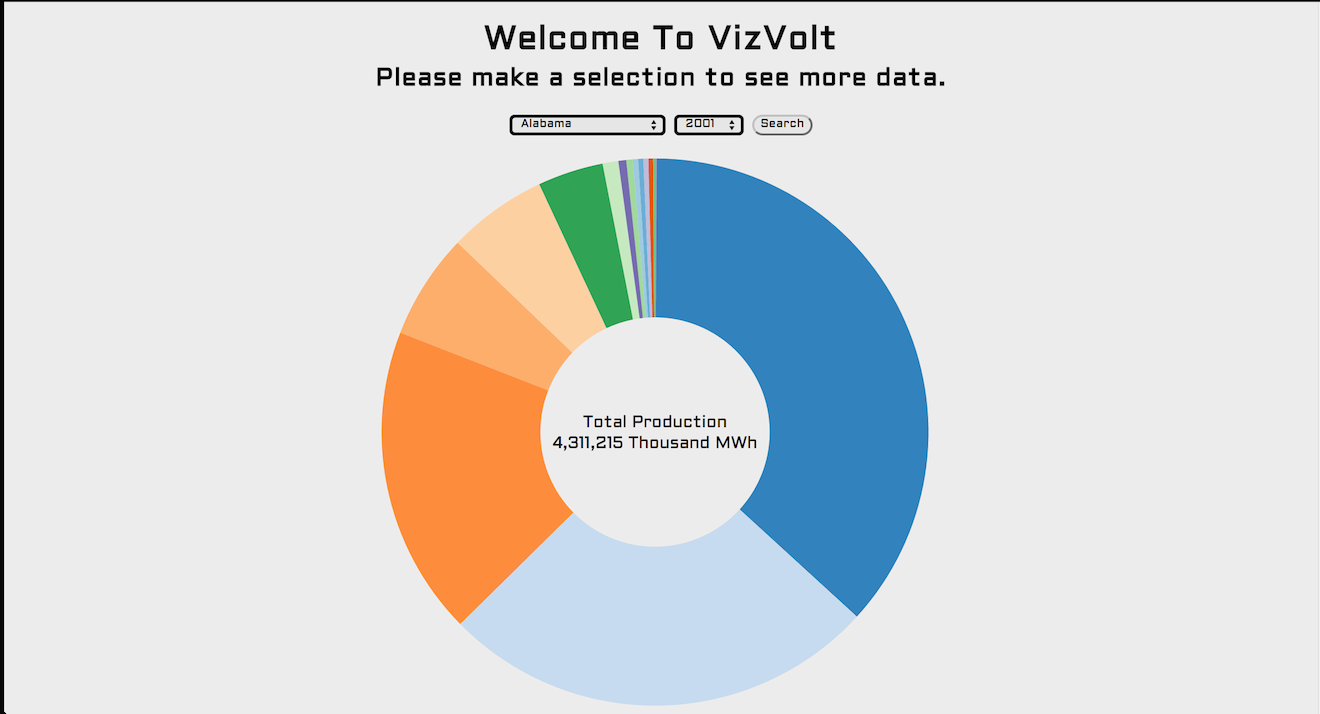 Welcome To VizVolt
Please make a selection to see more data.
Alabama 2001 Search
Total Production
4,311,215 Thousand MWh